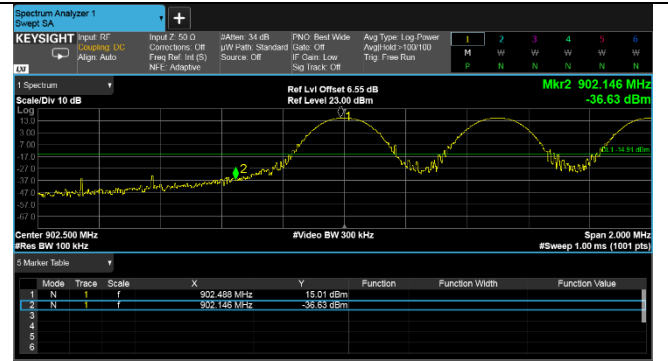 Spectrum Analyzer 1
Swept SA
+
KEYSIGHT Input: RF Input Z: 50 Ω #Atten: 34 dB PNO: Best Wide Avg Type: Log-Power 1 2 3 4 5 6
Coupling: DC Corrections: Off µW Path: Standard Gate: Off Avg|Hold:>100/100 M W W W W W
Align: Auto Freq Ref: Int (S) Source: Off IF Gain: Low Trig: Free Run P N N N N N
NFE: Adaptive Sig Track: Off
LXI
1 Spectrum Ref Lvl Offset 6.55 dB Mkr2 902.146 MHz
Scale/Div 10 dB Ref Level 23.00 dBm -36.63 dBm
Log
13.0
3.00
-7.00
-17.0
-27.0
-37.0
-47.0
-57.0
-67.0
1
2
DL1 -14.91 dBm
Center 902.500 MHz #Video BW 300 kHz Span 2.000 MHz
#Res BW 100 kHz #Sweep 1.00 ms (1001 pts)
5 Marker Table
Mode Trace Scale X Y Function Function Width Function Value
1 N 1 f 902.488 MHz 15.01 dBm
2 N 1 f 902.146 MHz -36.63 dBm
3
4
5
6